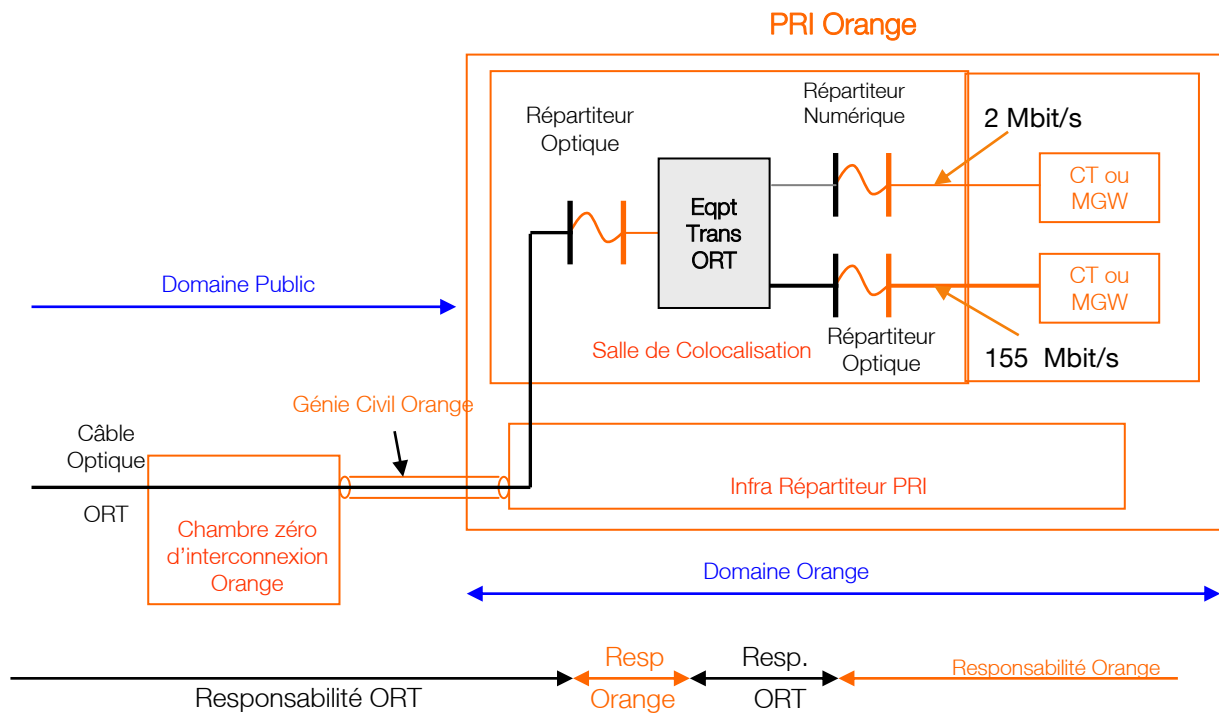 PRI Orange
Répartiteur
Optique
Répartiteur
Numérique
2 Mbit/s
CT ou
MGW
Eqpt
Trans
ORT
Domaine Public
CT ou
MGW
Salle de Colocalisation
Répartiteur
Optique
155 Mbit/s
Génie Civil Orange
Câble
Optique
ORT
Infra Répartiteur PRI
Chambre zéro
d'interconnexion
Orange
Domaine Orange
Resp
Orange
Resp.
ORT
Responsabilité Orange
Responsabilité ORT